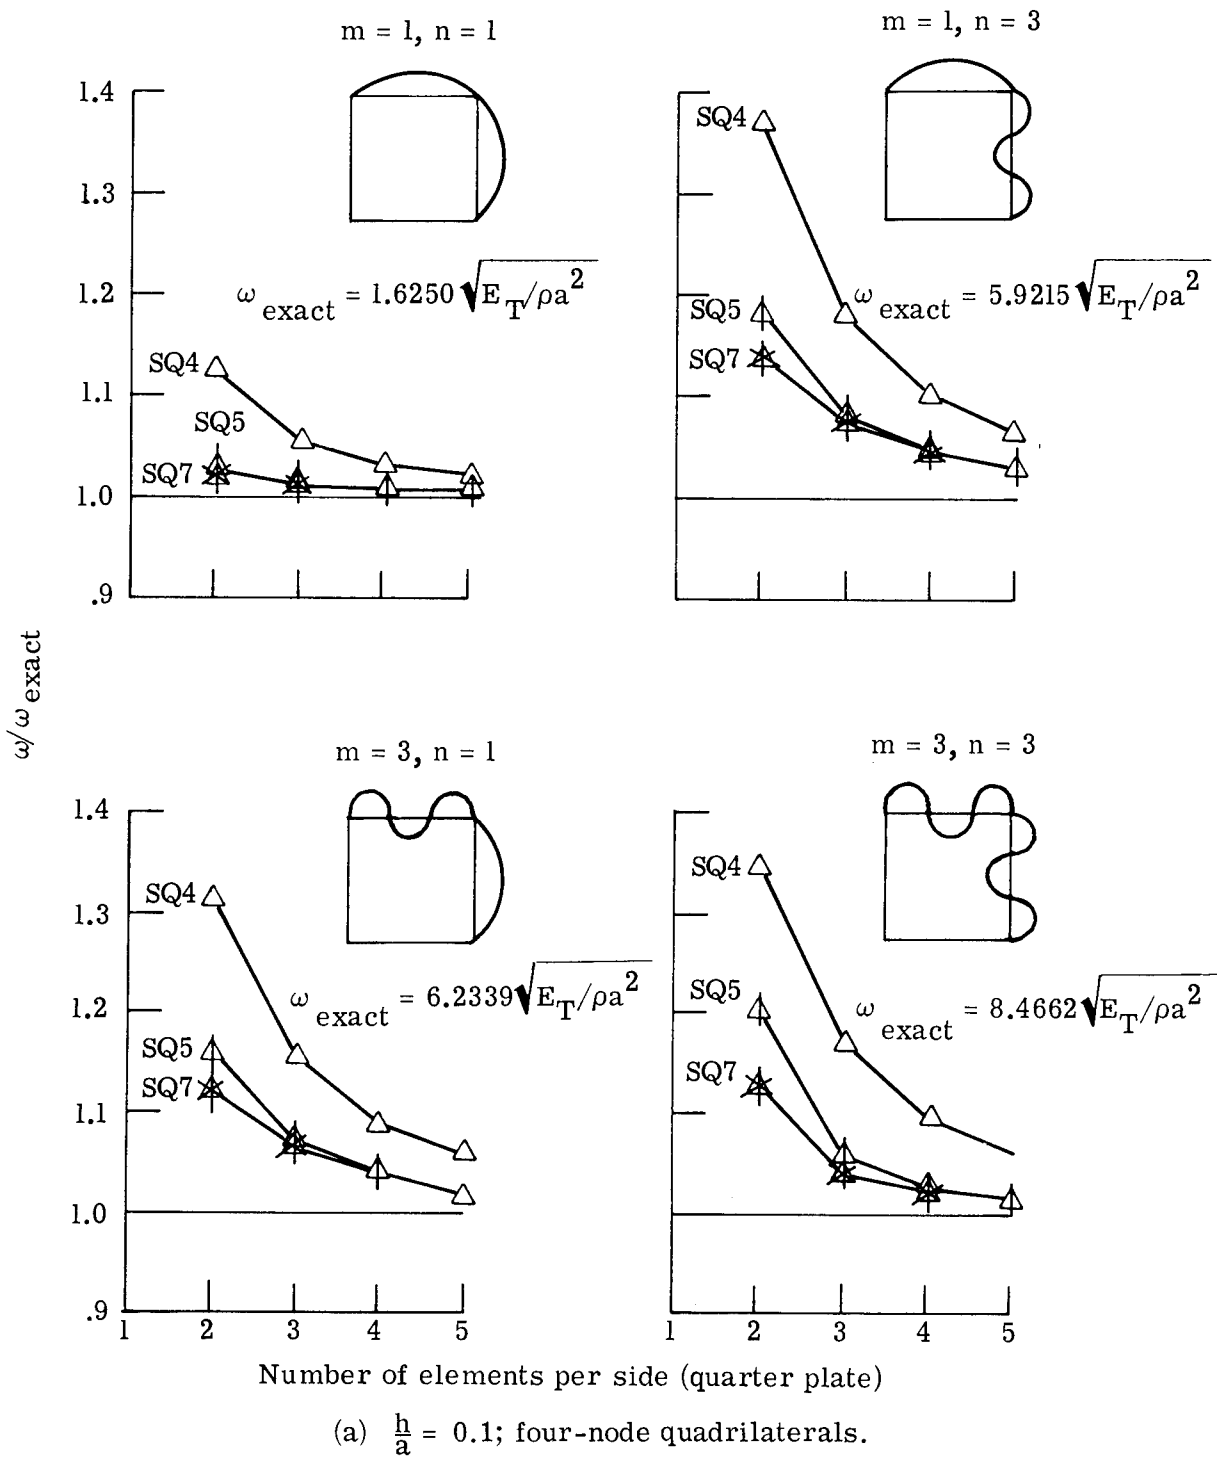 m = 1, n = 1
m = 1, n = 3
1.4
1.3
1.2
1.1
1.0
.9
SQ4
SQ5
SQ7
ω exact = 1.6250 √E_T/ρa²
SQ4
SQ5
SQ7
ω exact = 5.9215 √E_T/ρa²
ω/ω exact
m = 3, n = 1
m = 3, n = 3
1.4
1.3
1.2
1.1
1.0
.9
SQ4
SQ5
SQ7
ω exact = 6.2339 √E_T/ρa²
SQ4
SQ5
SQ7
ω exact = 8.4662 √E_T/ρa²
1 2 3 4 5
1 2 3 4 5
Number of elements per side (quarter plate)
(a) h/a = 0.1; four-node quadrilaterals.